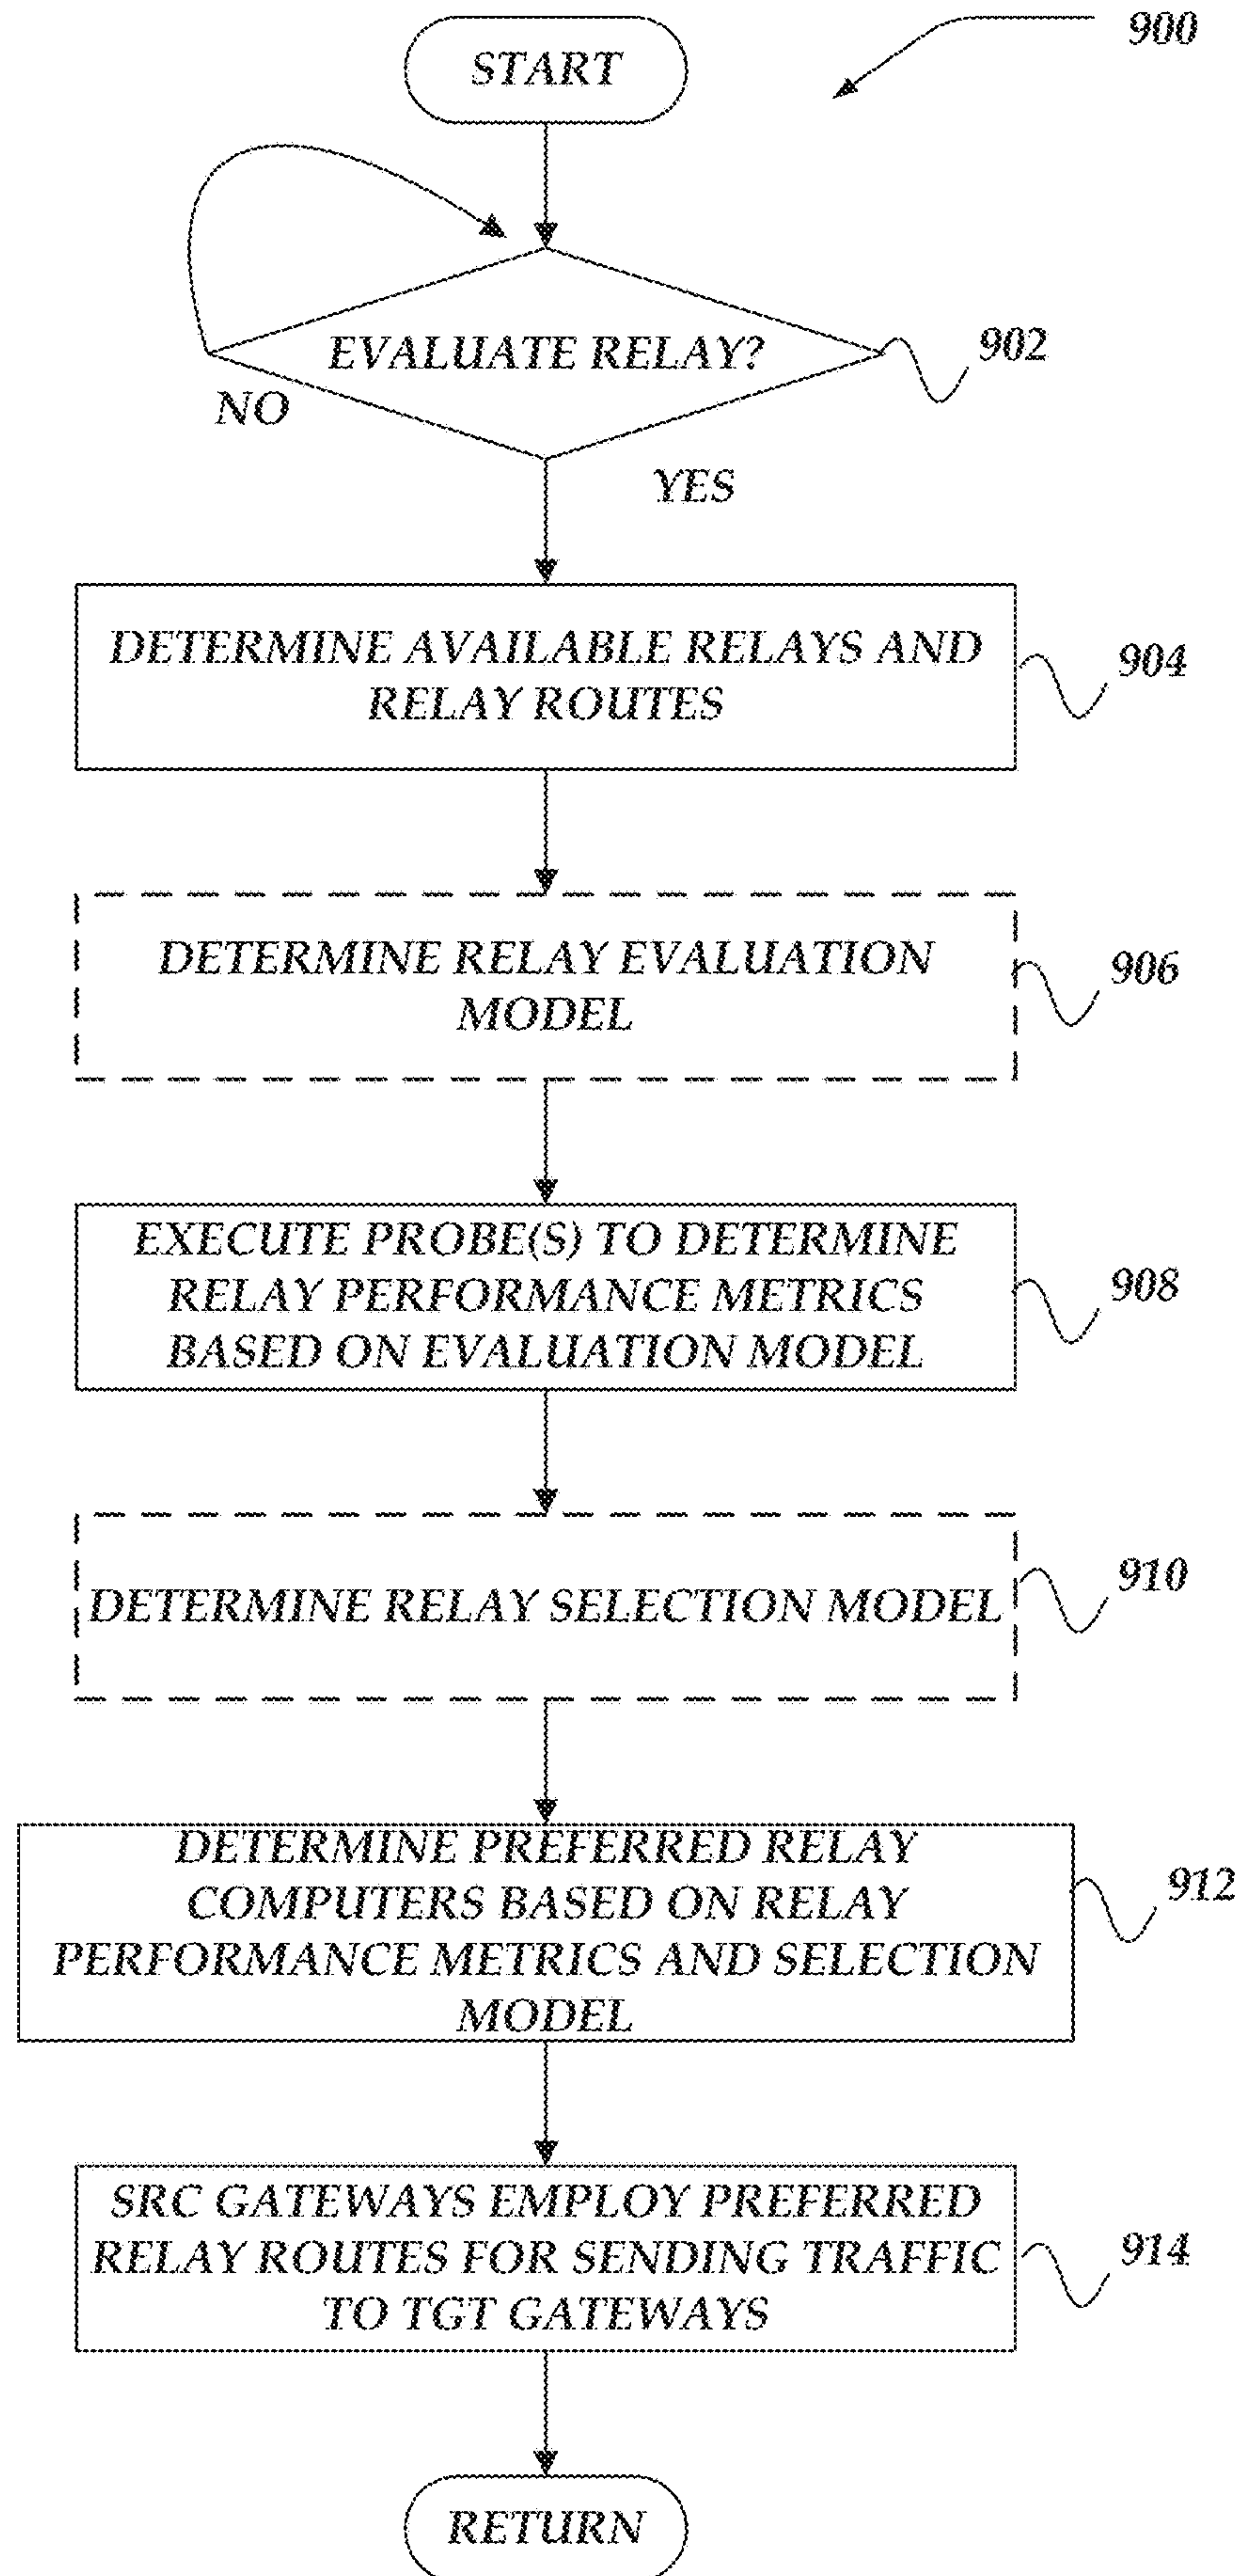 900
START
EVALUATE RELAY?
902
NO
YES
DETERMINE AVAILABLE RELAYS AND
RELAY ROUTES
904
DETERMINE RELAY EVALUATION
MODEL
906
EXECUTE PROBE(S) TO DETERMINE
RELAY PERFORMANCE METRICS
BASED ON EVALUATION MODEL
908
DETERMINE RELAY SELECTION MODEL
910
DETERMINE PREFERRED RELAY
COMPUTERS BASED ON RELAY
PERFORMANCE METRICS AND SELECTION
MODEL
912
SRC GATEWAYS EMPLOY PREFERRED
RELAY ROUTES FOR SENDING TRAFFIC
TO TGT GATEWAYS
914
RETURN